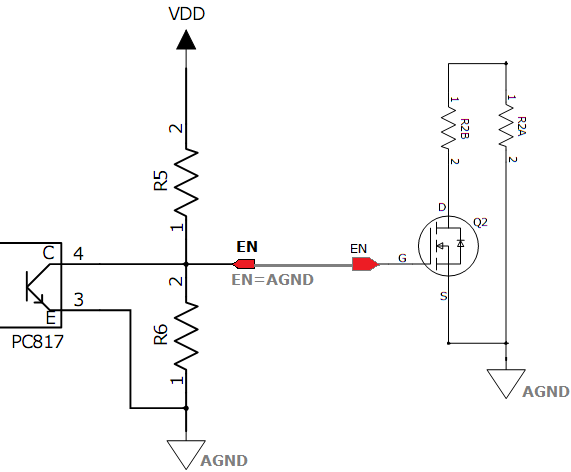 VDD
2
R5
1
EN
EN=AGND
C
4
3
E
PC817
2
R6
1
AGND
EN
G
1
R2B
2
1
R2A
2
D
Q2
S
AGND